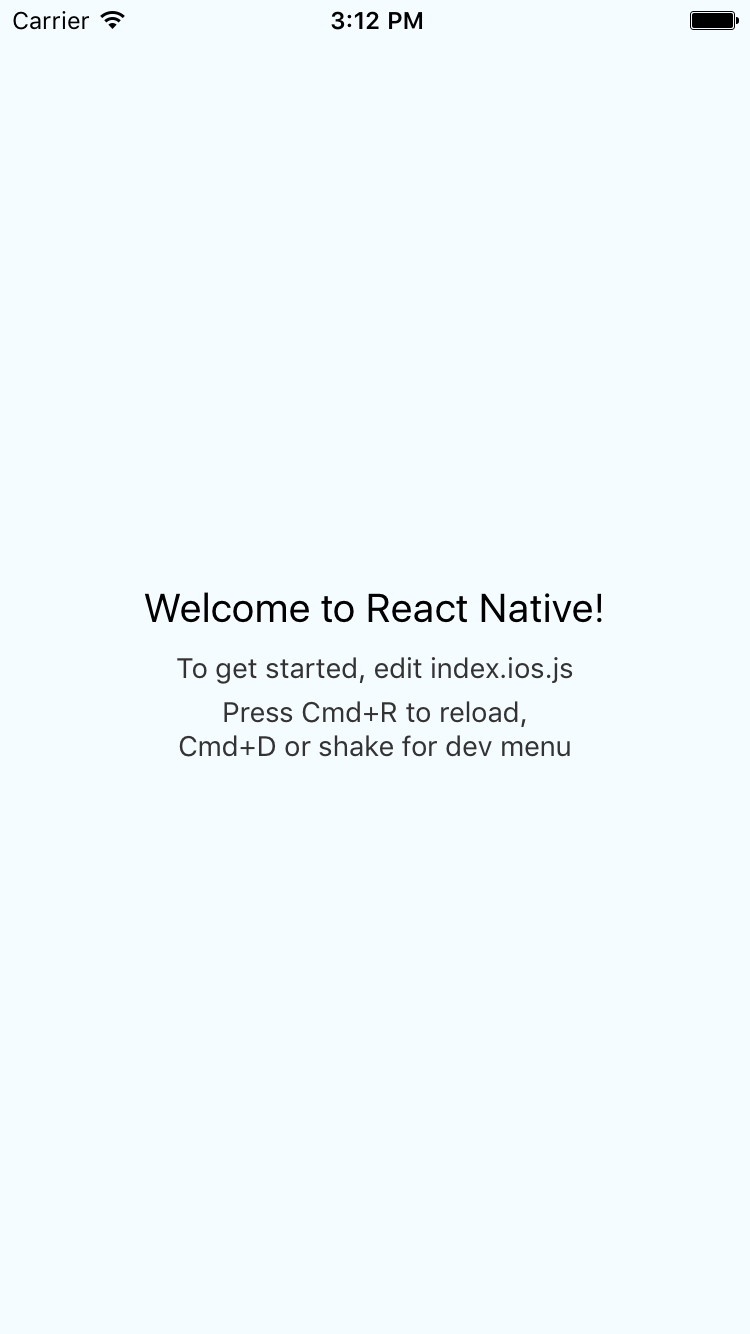 Carrier 3:12 PM
Welcome to React Native!
To get started, edit index.ios.js
Press Cmd+R to reload,
Cmd+D or shake for dev menu